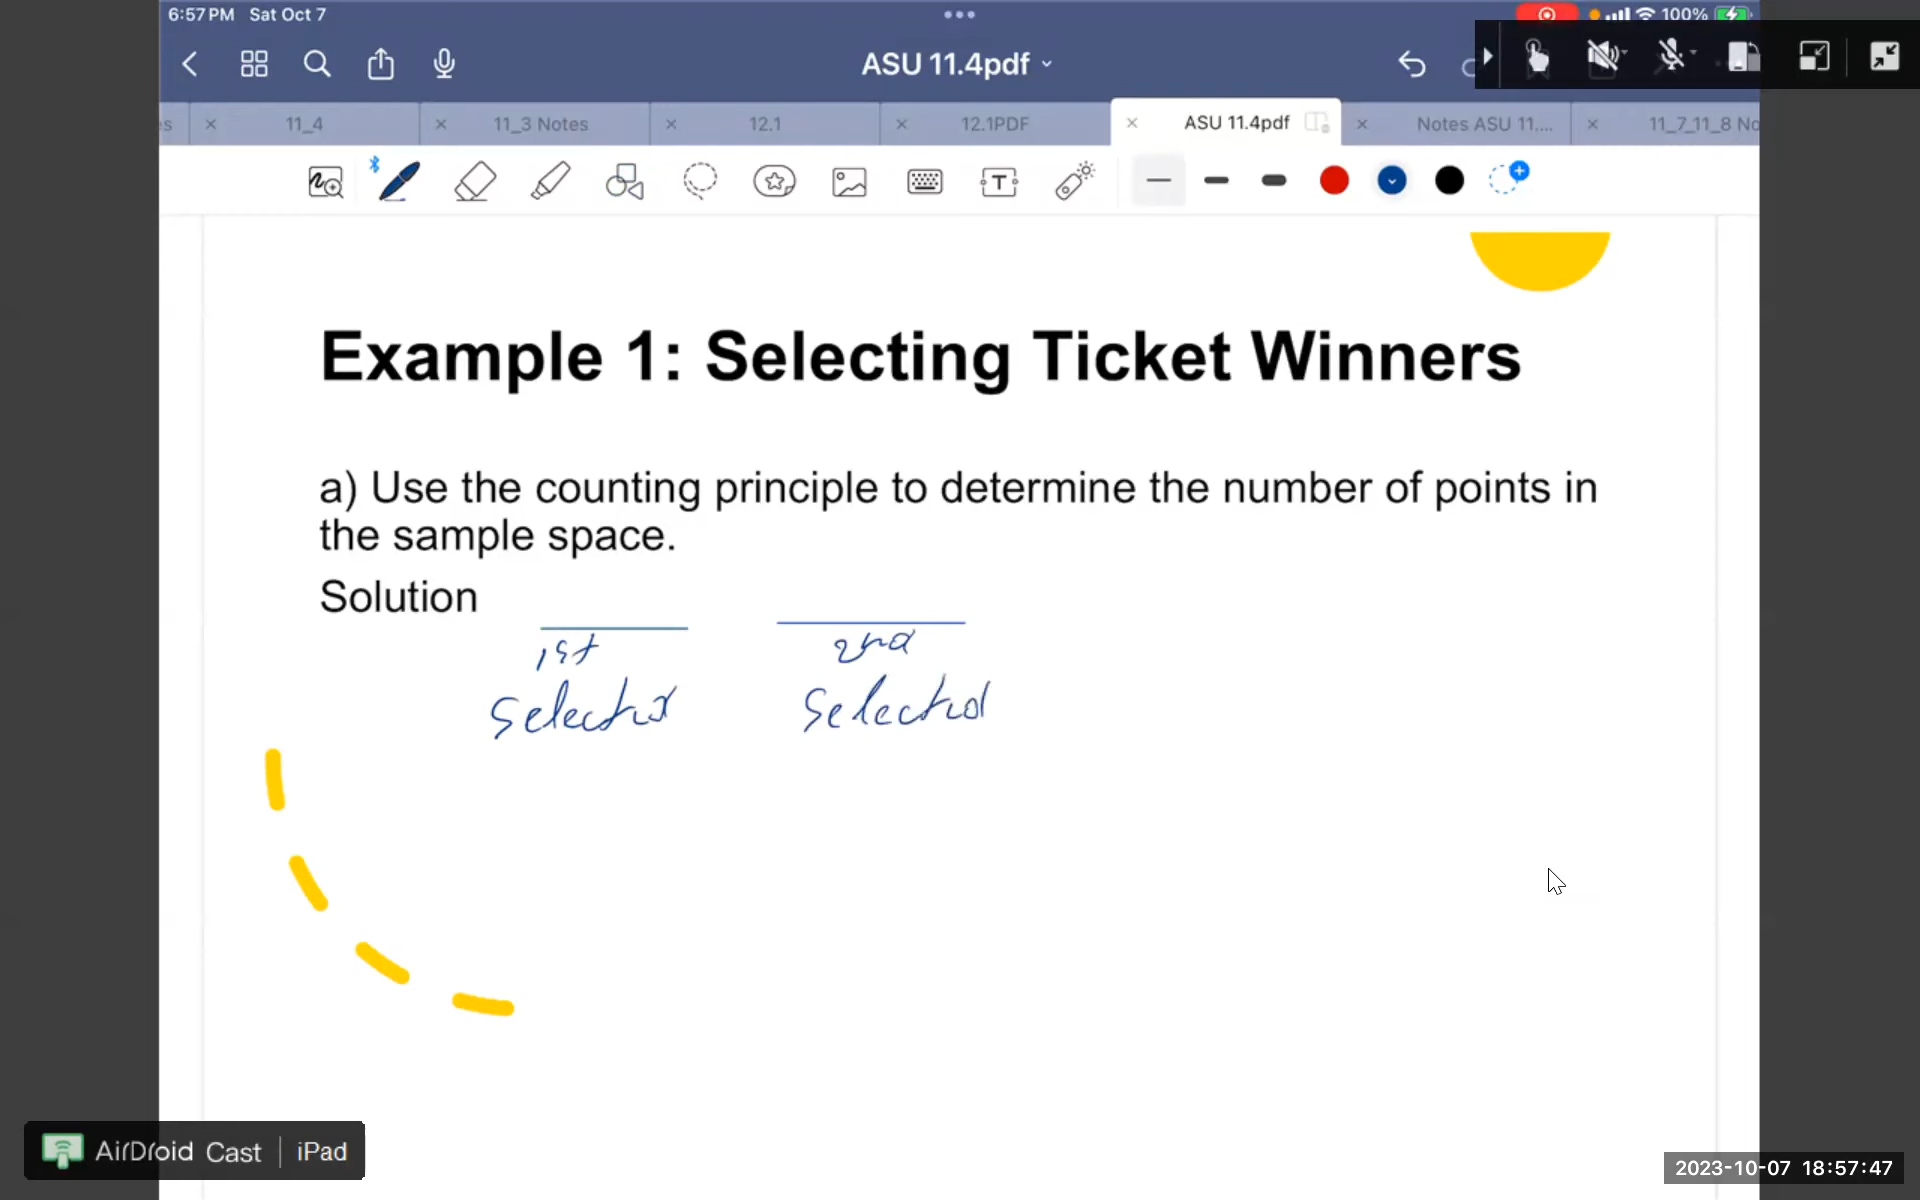 6:57 PM Sat Oct 7
100%
ASU 11.4pdf
11_4
11_3 Notes
12.1
12.1PDF
ASU 11.4pdf
Notes ASU 11....
11_7_11_8 No
T
Example 1: Selecting Ticket Winners
a) Use the counting principle to determine the number of points in
the sample space.
Solution
1st 2nd
Selection Selection
AirDroid Cast | iPad
2023-10-07 18:57:47